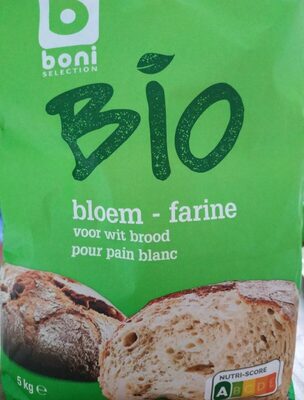 b
boni
SELECTION
Bio
bloem - farine
voor wit brood
pour pain blanc
5 kg e
NUTRI-SCORE
A B C D E